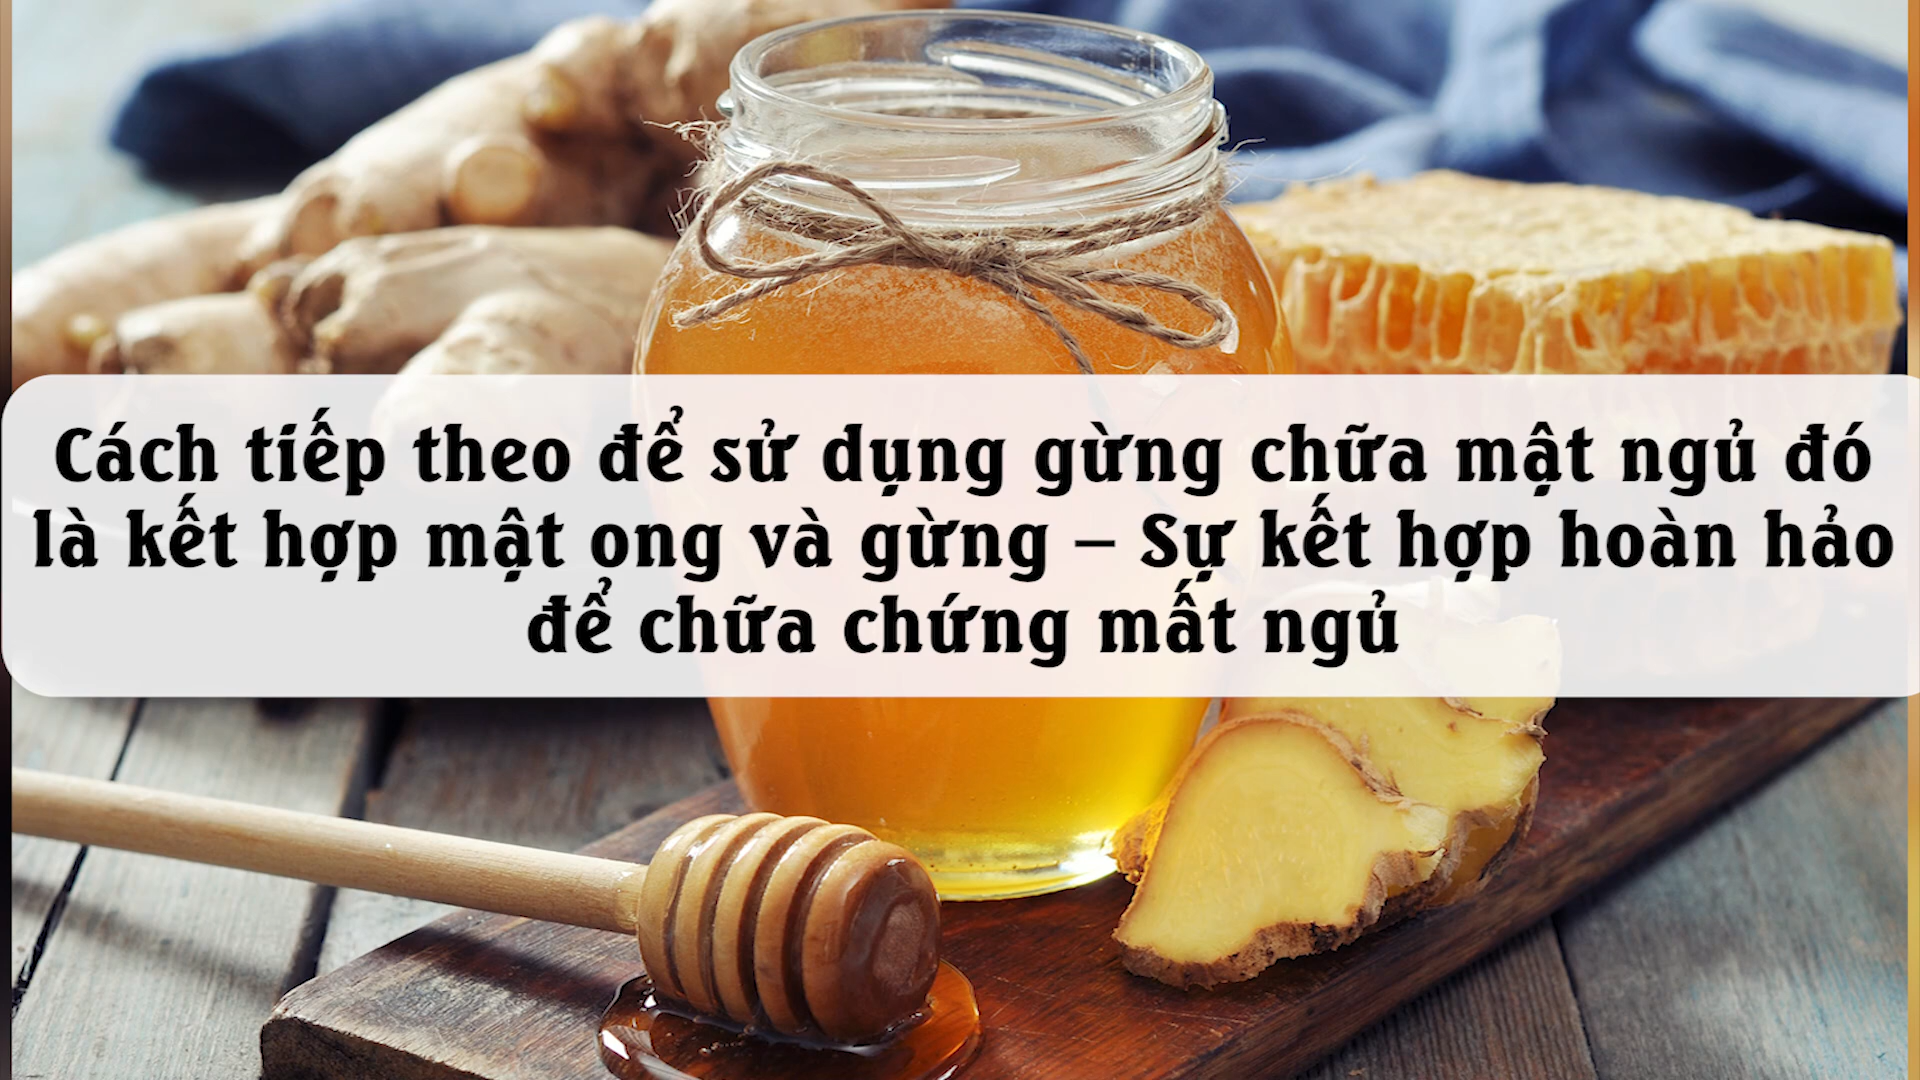 Cách tiếp theo để sử dụng gừng chữa mật ngủ đó
là kết hợp mật ong và gừng – Sự kết hợp hoàn hảo
để chữa chứng mất ngủ